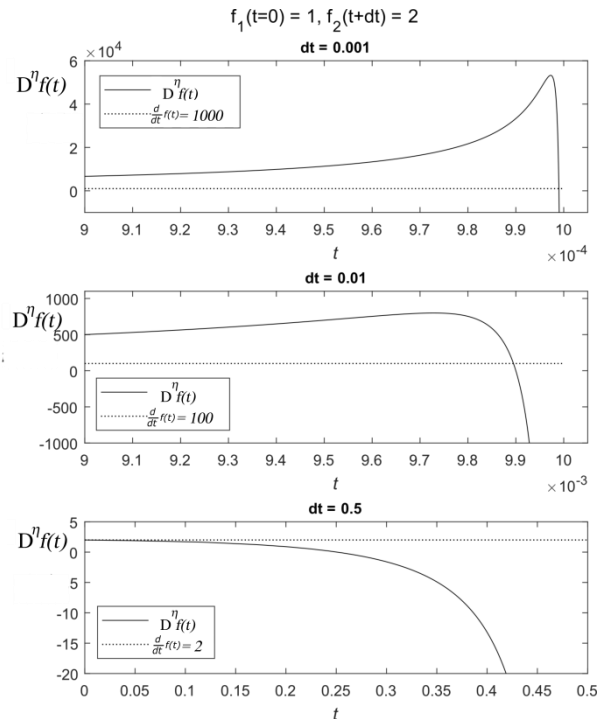 f₁(t=0) = 1, f₂(t+dt) = 2
dt = 0.001
×10⁴
D^η f(t)
6
4
2
0
D^η f(t)
d/dt f(t) = 1000
9 9.1 9.2 9.3 9.4 9.5 9.6 9.7 9.8 9.9 10
t
×10⁻⁴
dt = 0.01
D^η f(t)
1000
500
0
-500
-1000
D^η f(t)
d/dt f(t) = 100
9 9.1 9.2 9.3 9.4 9.5 9.6 9.7 9.8 9.9 10
t
×10⁻³
dt = 0.5
D^η f(t)
5
0
-5
-10
-15
-20
D^η f(t)
d/dt f(t) = 2
0 0.05 0.1 0.15 0.2 0.25 0.3 0.35 0.4 0.45 0.5
t